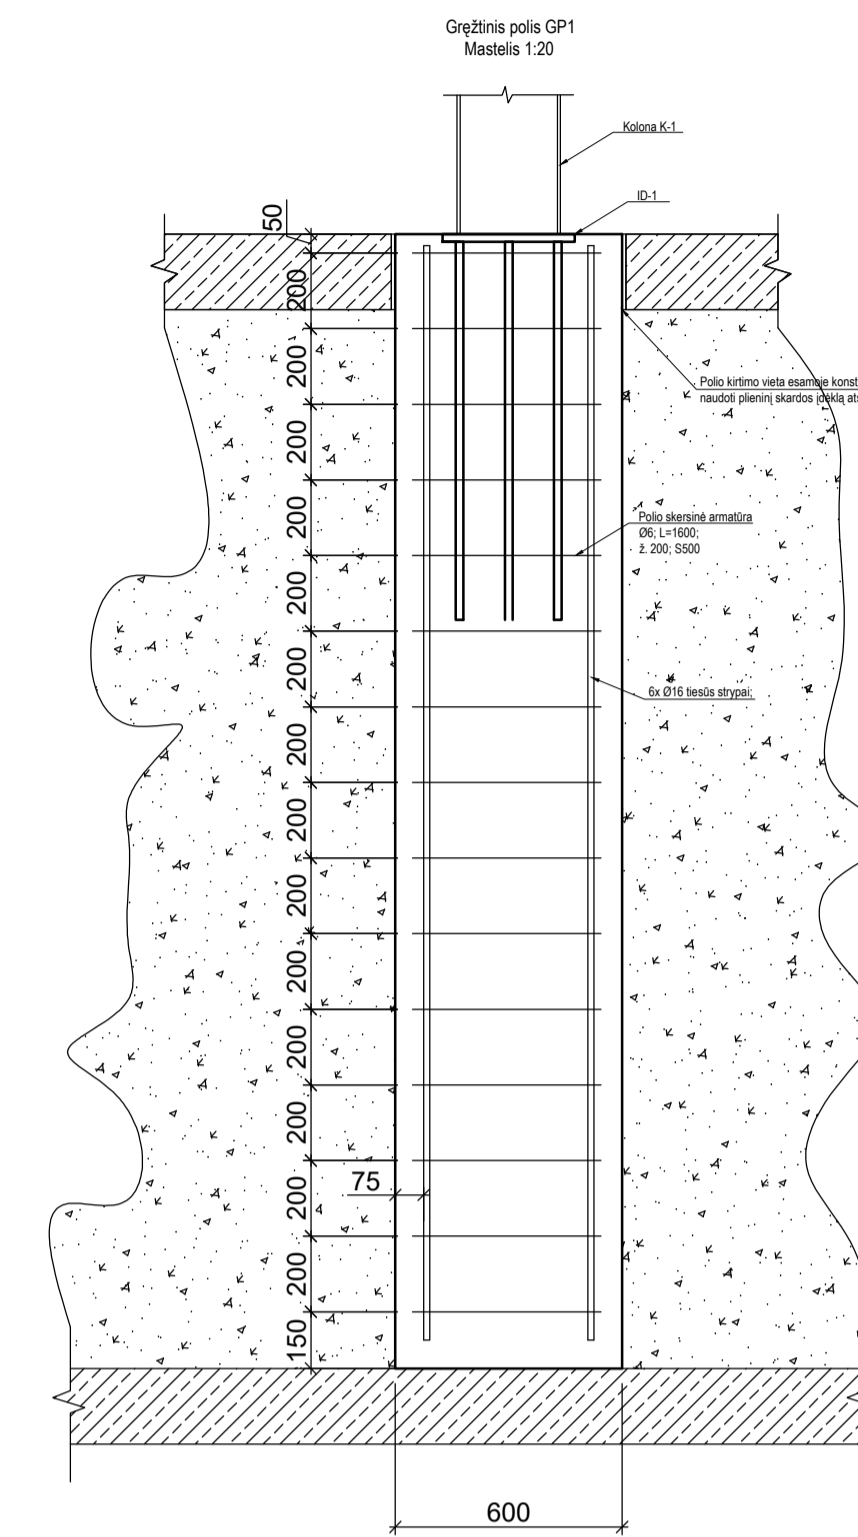 Gręžtinis polis GP1
Mastelis 1:20
Kolona K-1
ID-1
50
200
200
Polio kirtimo vieta esamoje konst
naudoti plieninį skardos įdėklą ats
200
200
Polio skersinė armatūra
Ø6; L=1600;
ž. 200; S500
200
200
6x Ø16 tiesūs strypai;
200
200
200
200
200
200
200
75
200
150
600